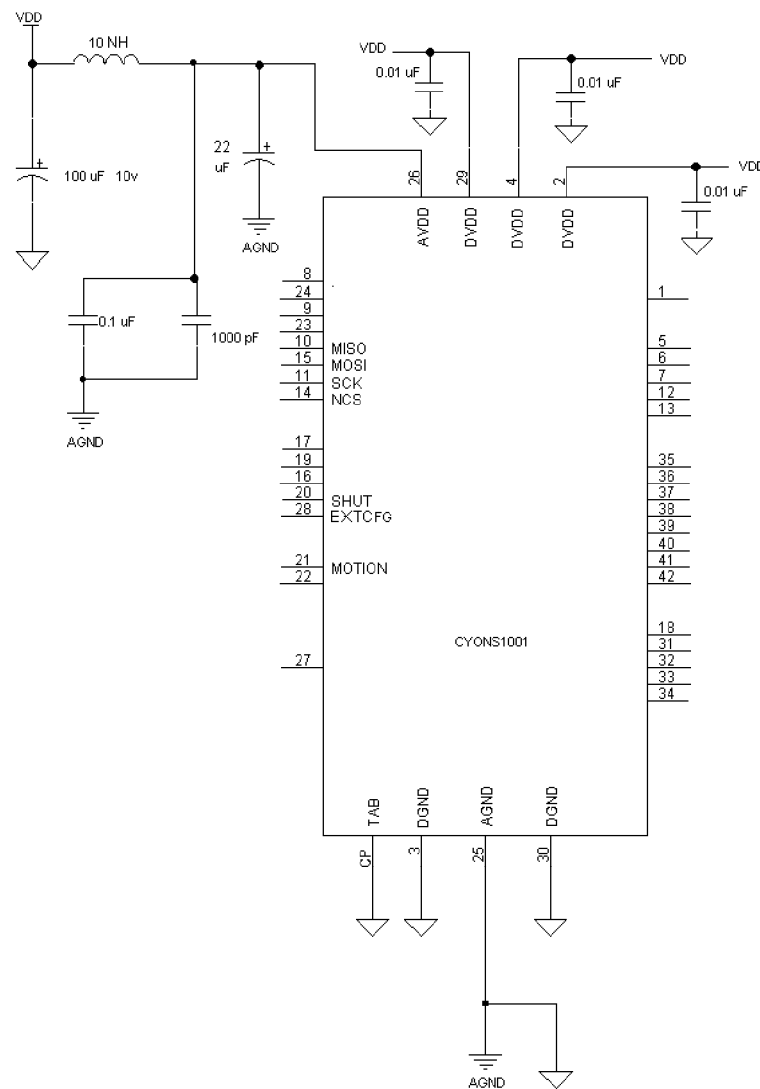 VDD
10 NH
VDD
0.01 uF
0.01 uF
VDD
VDD
0.01 uF
22
uF
100 uF 10v
AGND
26
29
4
2
AVDD
DVDD
DVDD
DVDD
0.1 uF
1000 pF
AGND
8
24
9
23
10
MISO
15
MOSI
11
SCK
14
NCS
17
19
16
20
SHUT
28
EXTCFG
21
MOTION
22
27
1
5
6
7
12
13
35
36
37
38
39
40
41
42
18
31
32
33
34
CYONS1001
TAB
DGND
AGND
DGND
CP
3
25
30
AGND